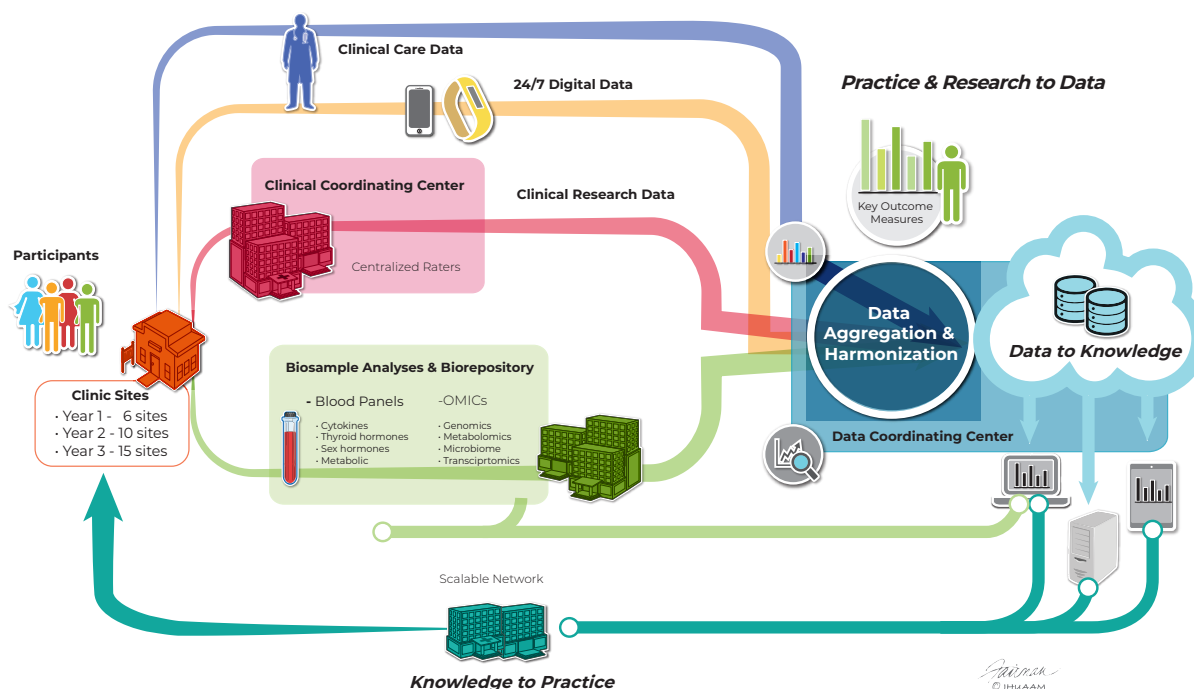 Clinical Care Data
24/7 Digital Data
Practice & Research to Data
Clinical Coordinating Center
Clinical Research Data
Centralized Raters
Key Outcome
Measures
Participants
Data
Aggregation &
Harmonization
Data to Knowledge
Clinic Sites
· Year 1 - 6 sites
· Year 2 - 10 sites
· Year 3 - 15 sites
Biosample Analyses & Biorepository
- Blood Panels
· Cytokines
· Thyroid hormones
· Sex hormones
· Metabolic
-OMICs
· Genomics
· Metabolomics
· Microbiome
· Transciprtomics
Data Coordinating Center
Scalable Network
Knowledge to Practice
© JHUAAM